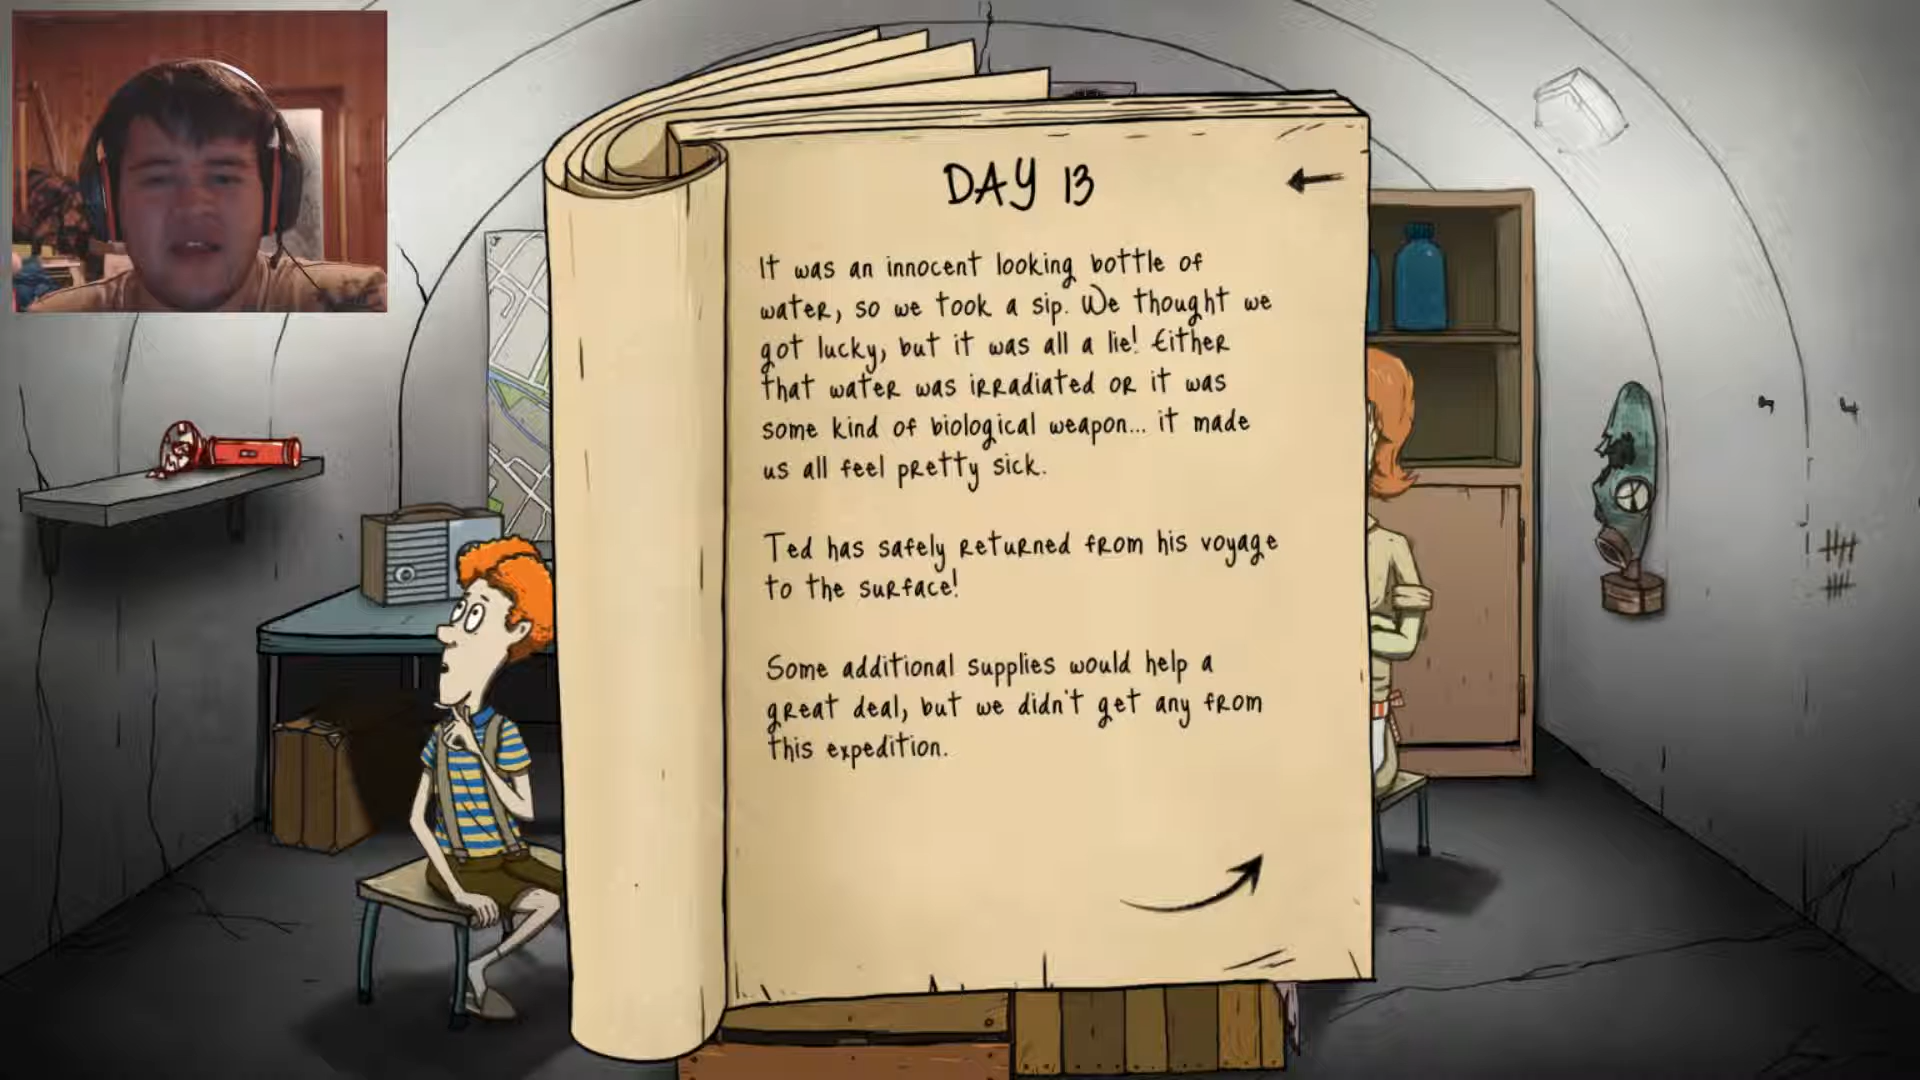 DAY 13
It was an innocent looking bottle of
water, so we took a sip. We thought we
got lucky, but it was all a lie! Either
that water was irradiated or it was
some kind of biological weapon... it made
us all feel pretty sick.
Ted has safely returned from his voyage
to the surface!
Some additional supplies would help a
great deal, but we didn't get any from
this expedition.